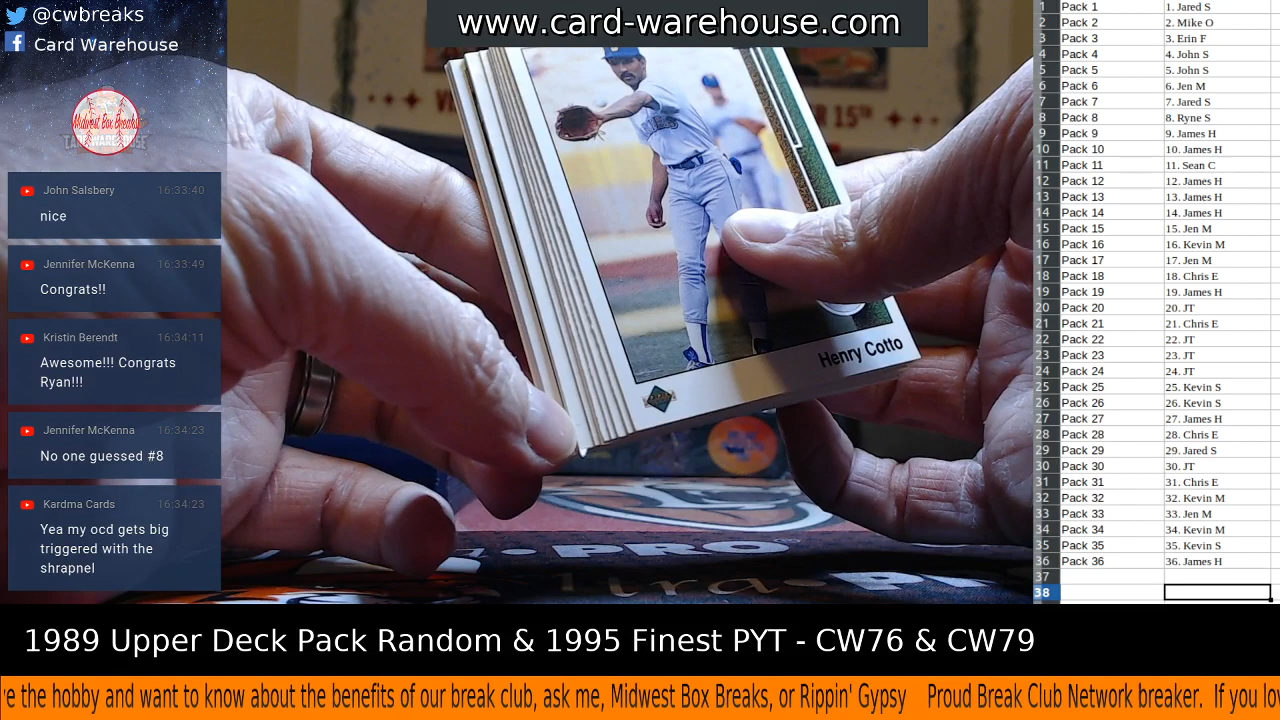 @cwbreaks
Card Warehouse
Midwest Box Breaks
CARD WAREHOUSE
John Salsbery 16:33:40
nice
Jennifer McKenna 16:33:49
Congrats!!
Kristin Berendt 16:34:11
Awesome!!! Congrats
Ryan!!!
Jennifer McKenna 16:34:23
No one guessed #8
Kardma Cards 16:34:23
Yea my ocd gets big
triggered with the
shrapnel
www.card-warehouse.com
15TH
Henry Cotto
PRO
Ultra PRO
1 Pack 1 1. Jared S
2 Pack 2 2. Mike O
3 Pack 3 3. Erin F
4 Pack 4 4. John S
5 Pack 5 5. John S
6 Pack 6 6. Jen M
7 Pack 7 7. Jared S
8 Pack 8 8. Ryne S
9 Pack 9 9. James H
10 Pack 10 10. James H
11 Pack 11 11. Sean C
12 Pack 12 12. James H
13 Pack 13 13. James H
14 Pack 14 14. James H
15 Pack 15 15. Jen M
16 Pack 16 16. Kevin M
17 Pack 17 17. Jen M
18 Pack 18 18. Chris E
19 Pack 19 19. James H
20 Pack 20 20. JT
21 Pack 21 21. Chris E
22 Pack 22 22. JT
23 Pack 23 23. JT
24 Pack 24 24. JT
25 Pack 25 25. Kevin S
26 Pack 26 26. Kevin S
27 Pack 27 27. James H
28 Pack 28 28. Chris E
29 Pack 29 29. Jared S
30 Pack 30 30. JT
31 Pack 31 31. Chris E
32 Pack 32 32. Kevin M
33 Pack 33 33. Jen M
34 Pack 34 34. Kevin M
35 Pack 35 35. Kevin S
36 Pack 36 36. James H
37
38
1989 Upper Deck Pack Random & 1995 Finest PYT - CW76 & CW79
e the hobby and want to know about the benefits of our break club, ask me, Midwest Box Breaks, or Rippin' Gypsy Proud Break Club Network breaker. If you lo